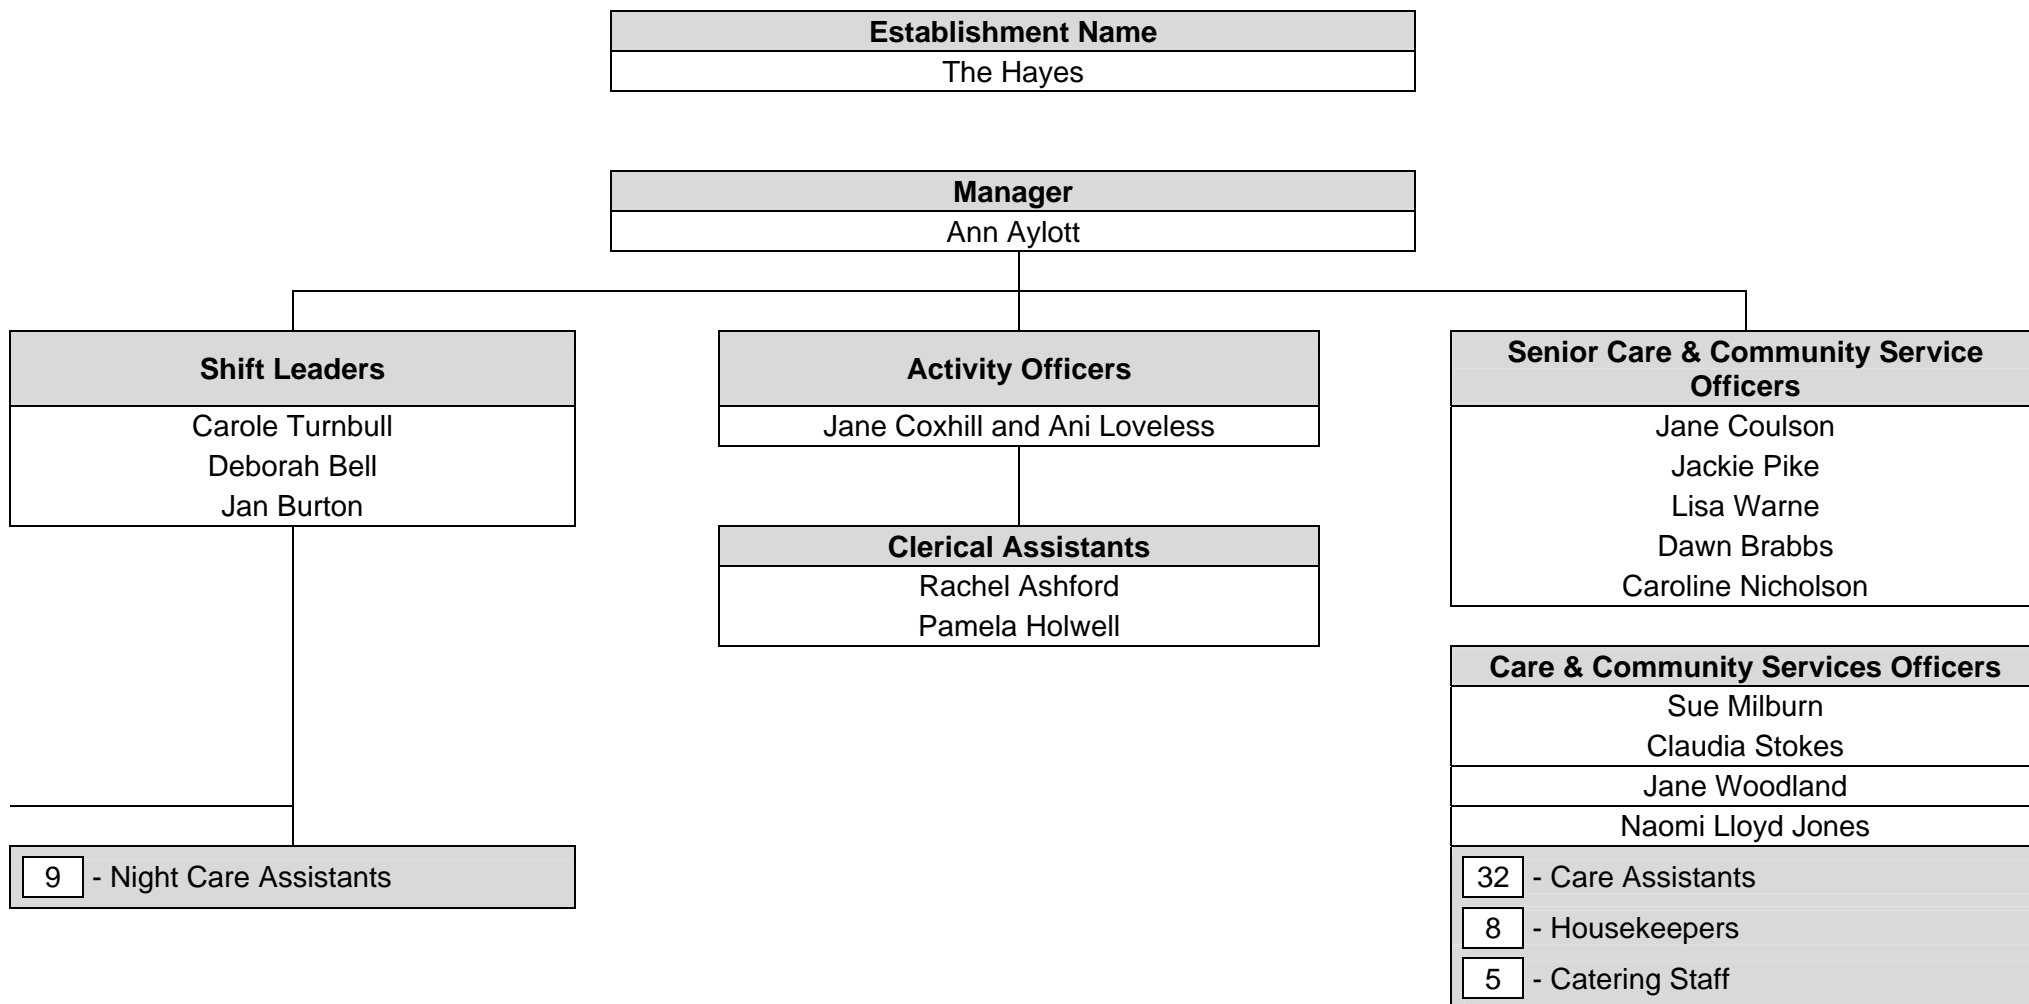 Establishment Name
The Hayes
Manager
Ann Aylott
Shift Leaders
Carole Turnbull
Deborah Bell
Jan Burton
9 - Night Care Assistants
Activity Officers
Jane Coxhill and Ani Loveless
Clerical Assistants
Rachel Ashford
Pamela Holwell
Senior Care & Community Service
Officers
Jane Coulson
Jackie Pike
Lisa Warne
Dawn Brabbs
Caroline Nicholson
Care & Community Services Officers
Sue Milburn
Claudia Stokes
Jane Woodland
Naomi Lloyd Jones
32 - Care Assistants
8 - Housekeepers
5 - Catering Staff